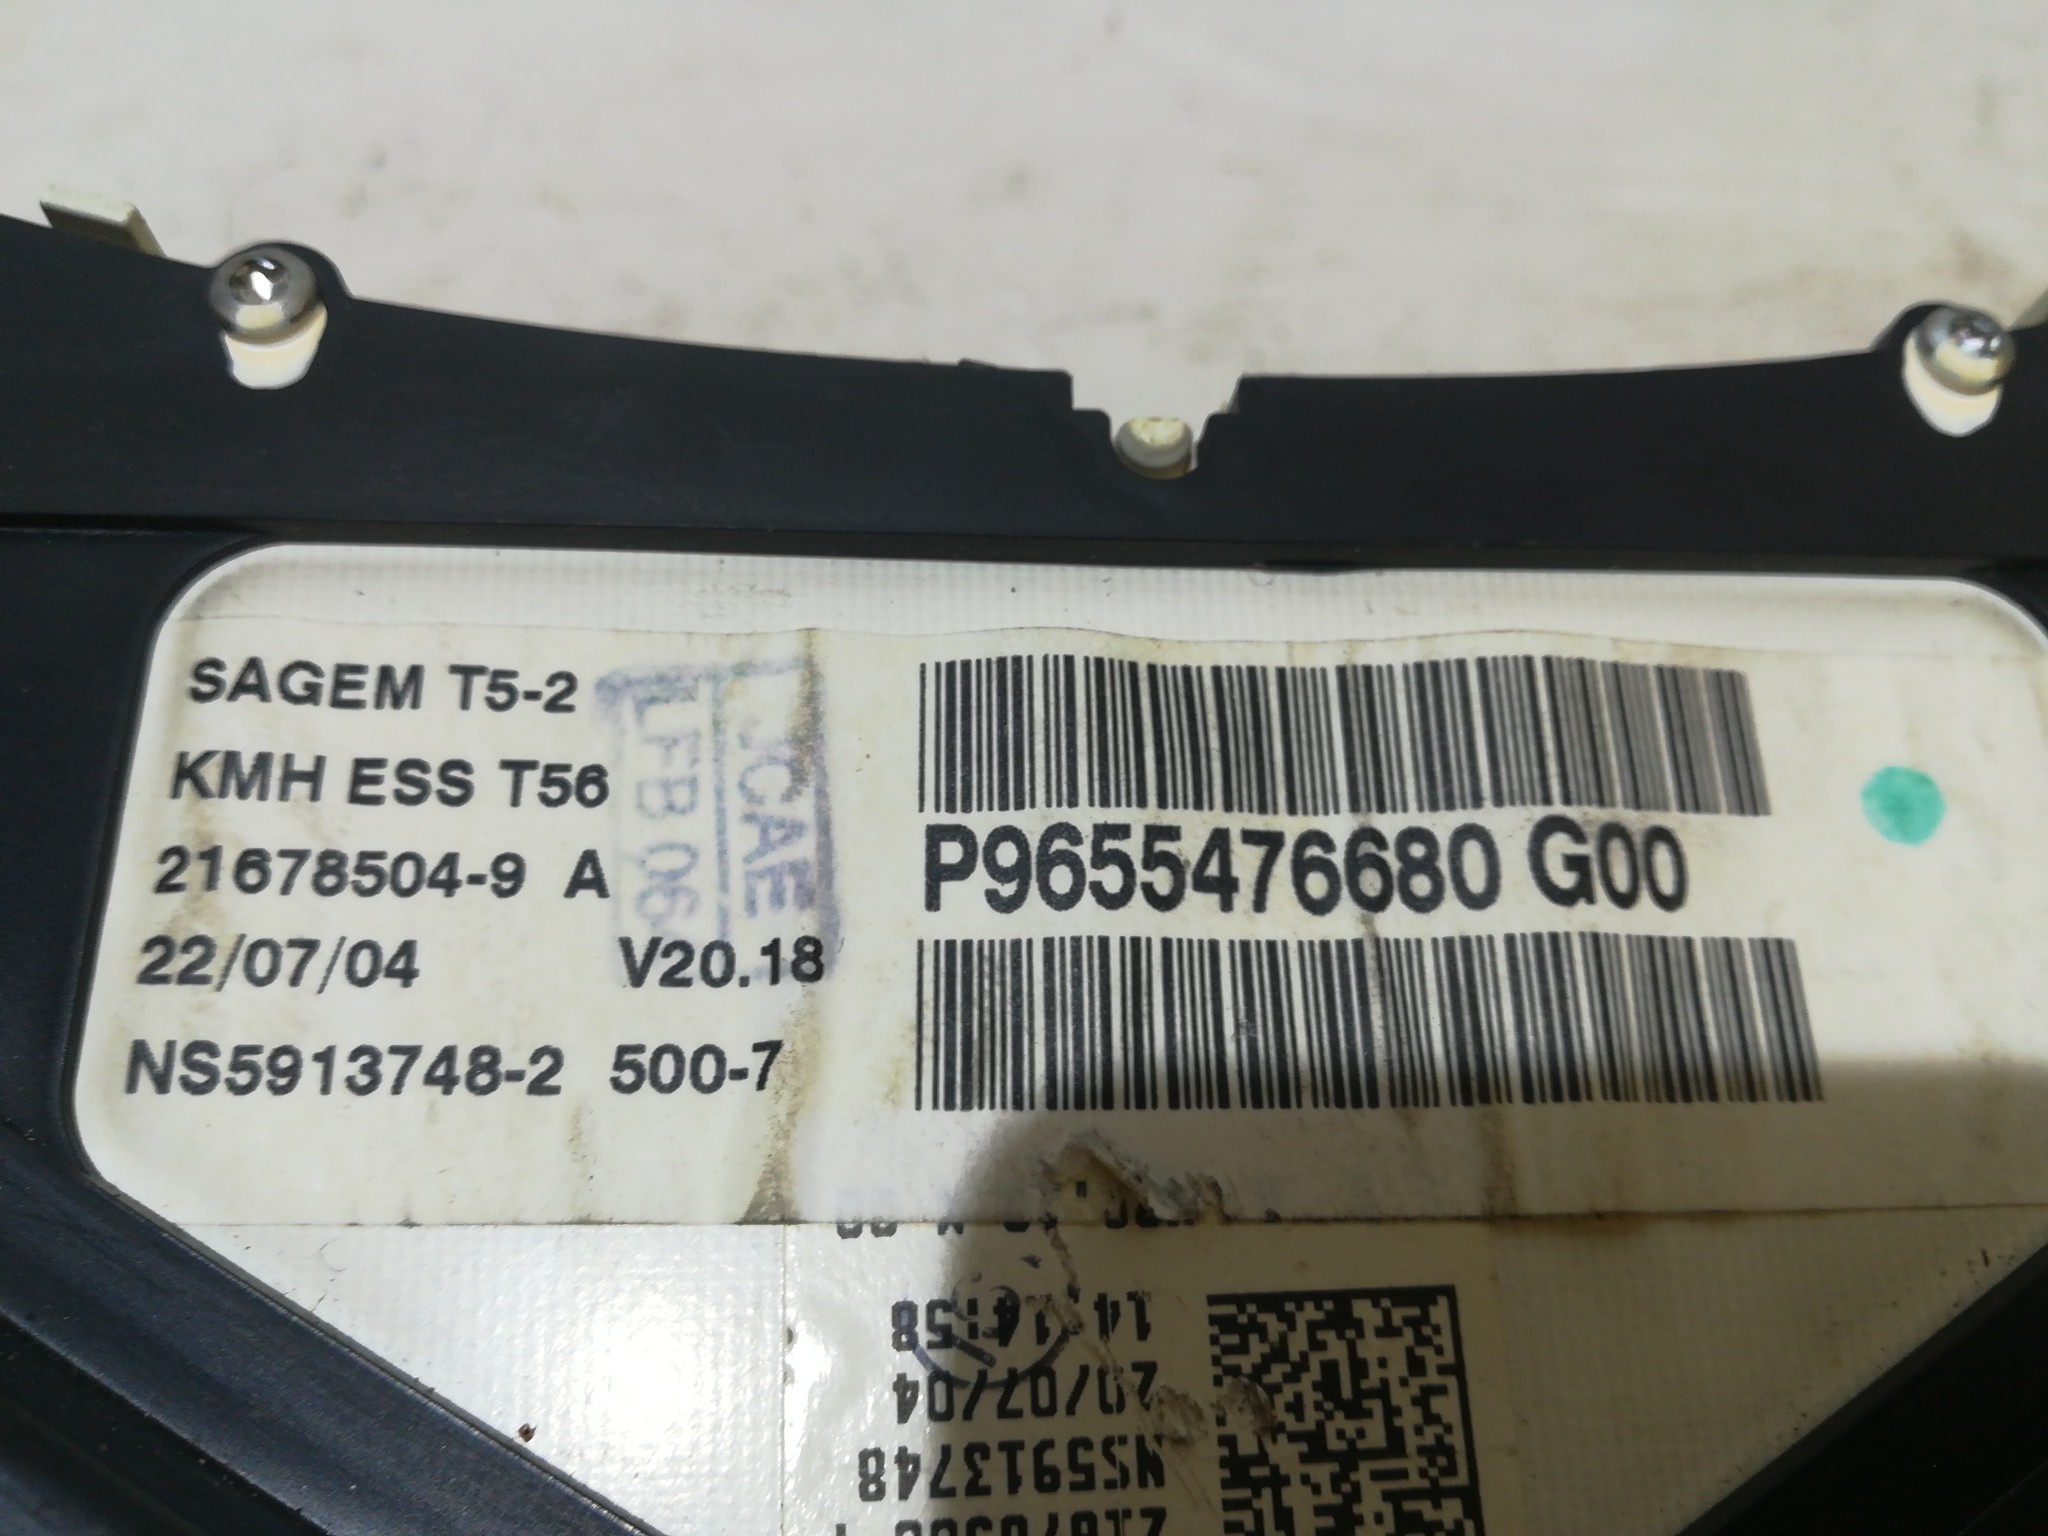 SAGEM T5-2
KMH ESS T56
21678504-9 A
22/07/04 V20.18
NS5913748-2 500-7
JCAE
LFB 06
P9655476680 G00
14:14:58
20/07/04
NS5913748